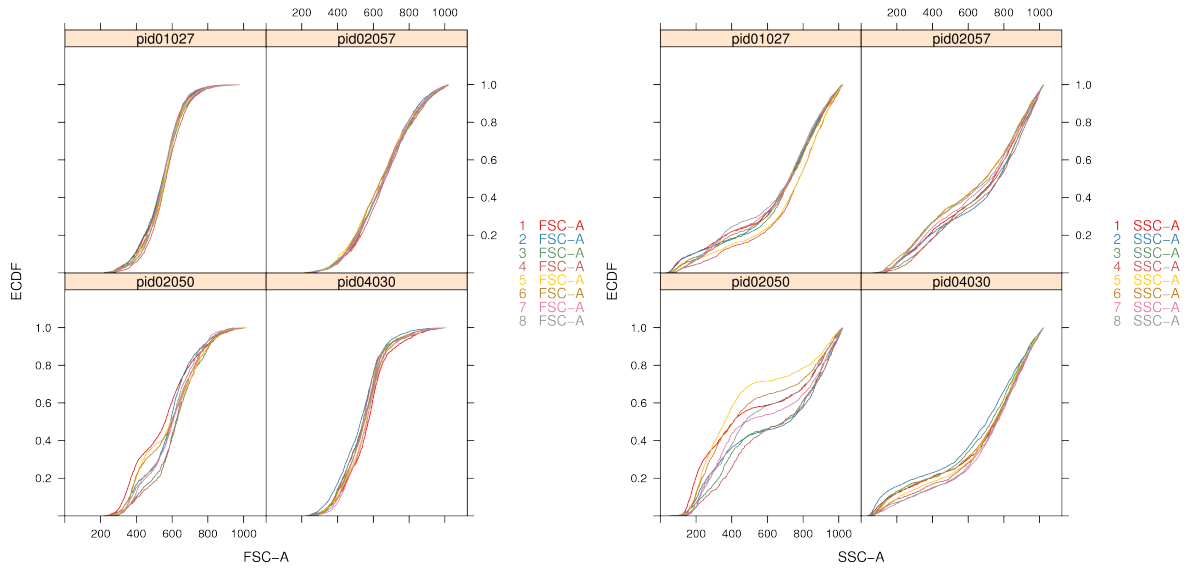 200 400 600 800 1000
pid01027 pid02057
1.0
0.8
0.6
0.4
0.2
pid02050 pid04030
1.0
0.8
0.6
0.4
0.2
200 400 600 800 1000
ECDF
FSC−A
1 FSC−A
2 FSC−A
3 FSC−A
4 FSC−A
5 FSC−A
6 FSC−A
7 FSC−A
8 FSC−A
200 400 600 800 1000
pid01027 pid02057
1.0
0.8
0.6
0.4
0.2
pid02050 pid04030
1.0
0.8
0.6
0.4
0.2
200 400 600 800 1000
ECDF
SSC−A
1 SSC−A
2 SSC−A
3 SSC−A
4 SSC−A
5 SSC−A
6 SSC−A
7 SSC−A
8 SSC−A